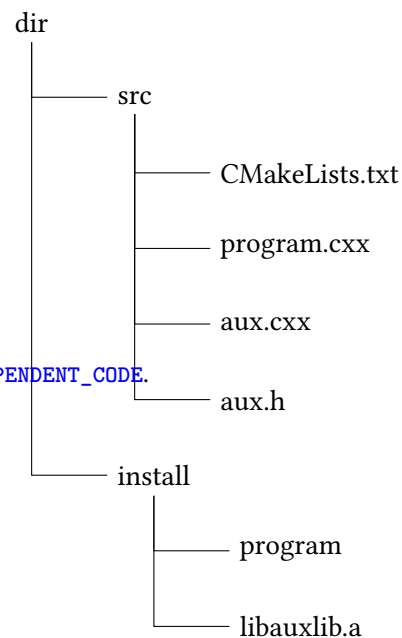 dir
src
CMakeLists.txt
program.cxx
aux.cxx
PENDENT_CODE.
aux.h
install
program
libauxlib.a